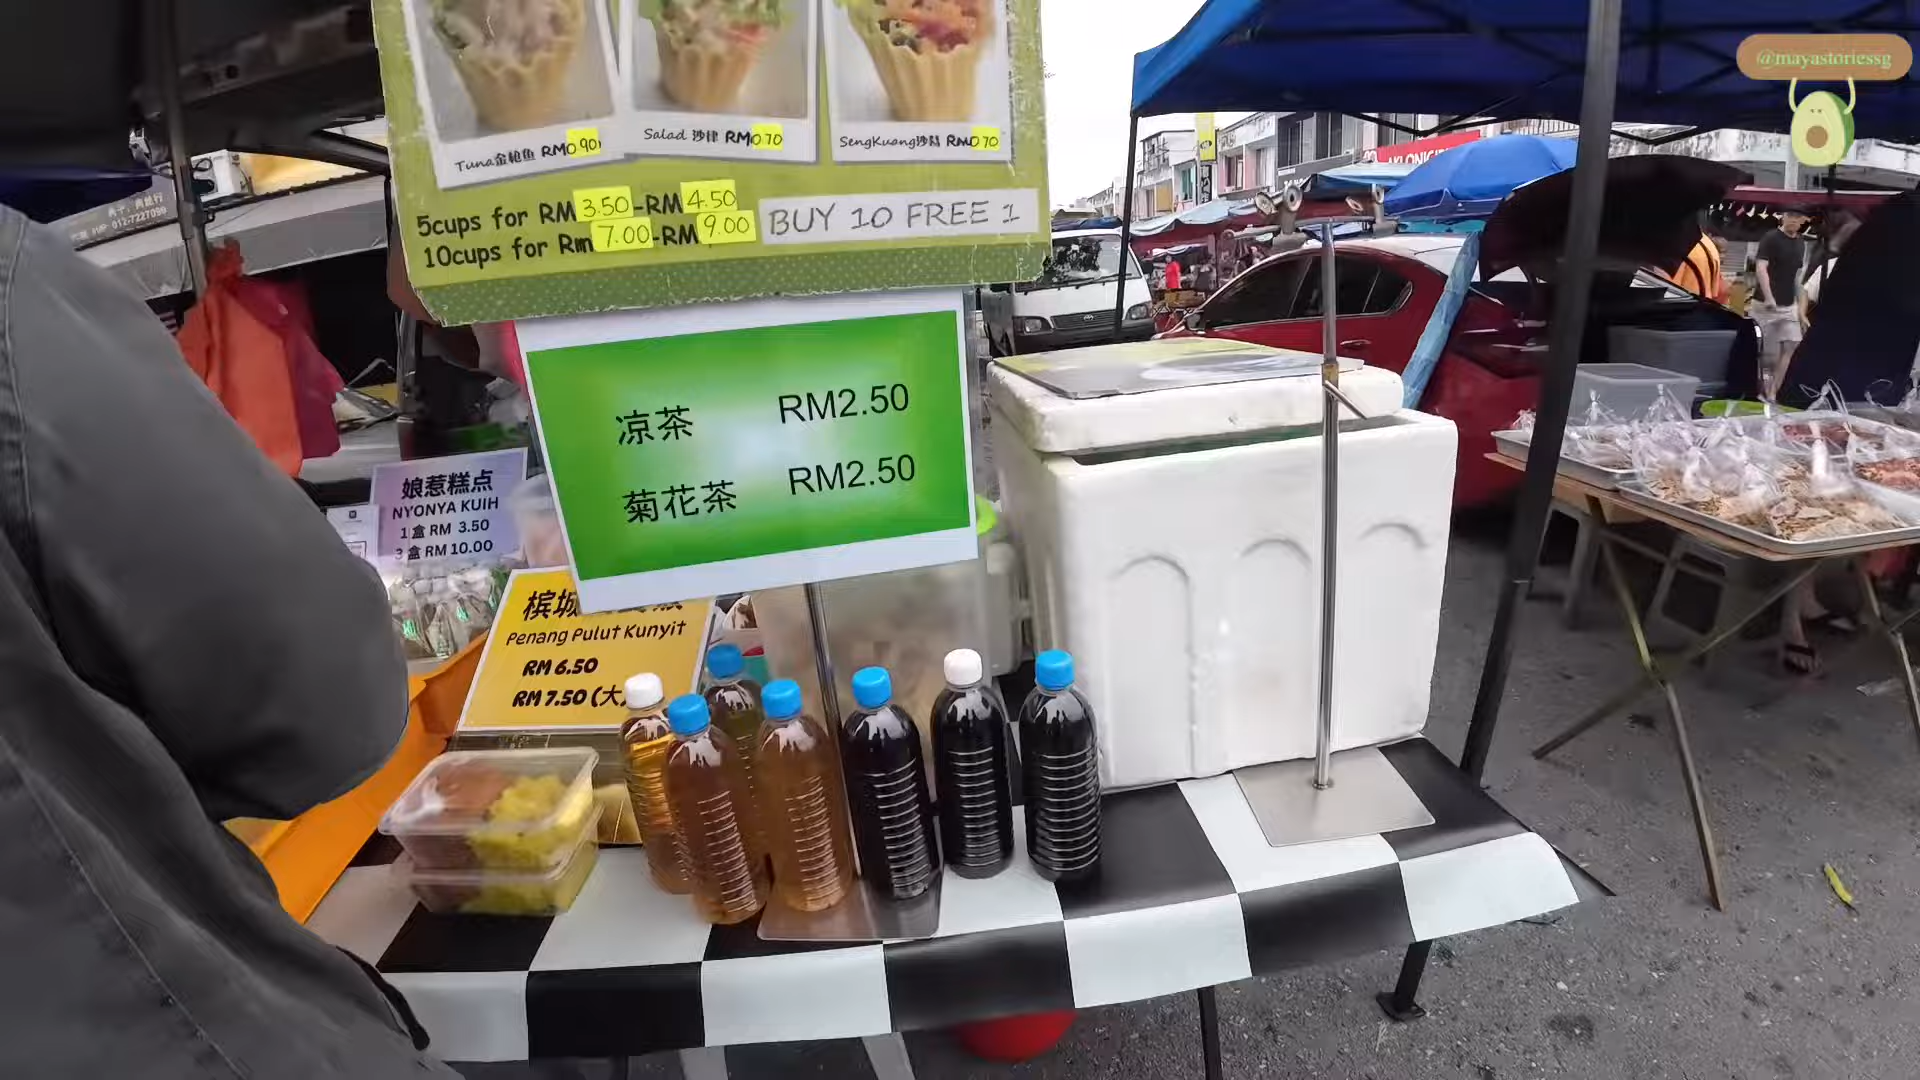 @mayastoriessg
Tuna金枪鱼 RM0.90
Salad 沙律 RM0.70
SengKuang沙葛 RM0.70
5cups for RM3.50-RM4.50
10cups for Rm7.00-RM9.00
BUY 10 FREE 1
凉茶 RM2.50
菊花茶 RM2.50
娘惹糕点
NYONYA KUIH
1盒 RM 3.50
3盒 RM 10.00
槟城
Penang Pulut Kunyit
RM 6.50
RM 7.50 (大
012-7227099